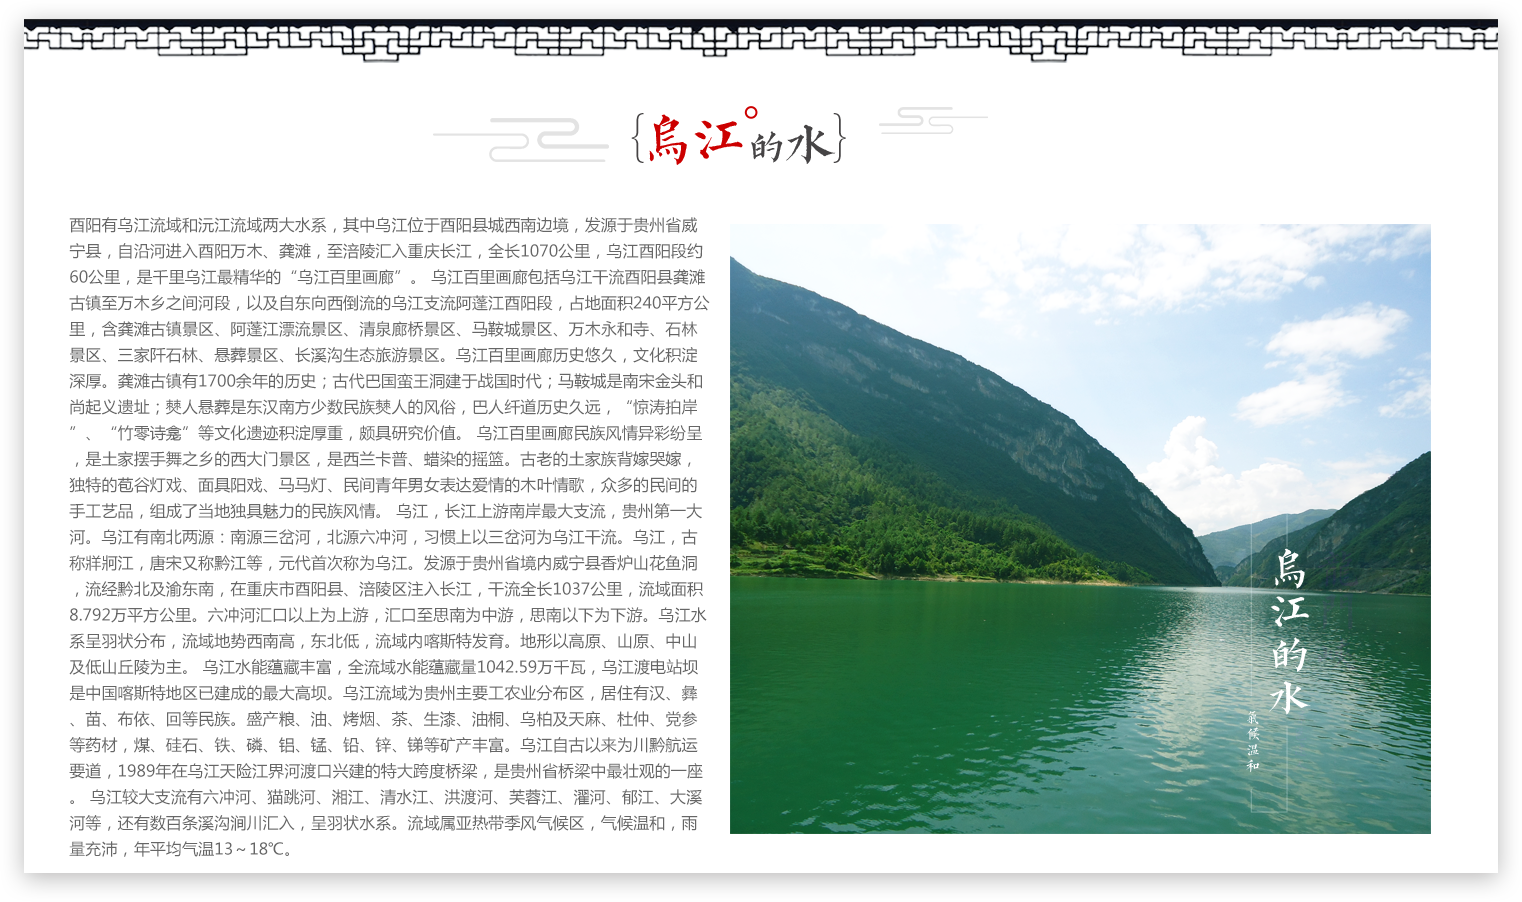 烏江的水
酉阳有乌江流域和沅江流域两大水系，其中乌江位于酉阳县城西南边境，发源于贵州省威
宁县，自沿河进入酉阳万木、龚滩，至涪陵汇入重庆长江，全长1070公里，乌江酉阳段约
60公里，是千里乌江最精华的“乌江百里画廊”。 乌江百里画廊包括乌江干流酉阳县龚滩
古镇至万木乡之间河段，以及自东向西倒流的乌江支流阿蓬江酉阳段，占地面积240平方公
里，含龚滩古镇景区、阿蓬江漂流景区、清泉廊桥景区、马鞍城景区、万木永和寺、石林
景区、三家阡石林、悬葬景区、长溪沟生态旅游景区。乌江百里画廊历史悠久，文化积淀
深厚。龚滩古镇有1700余年的历史；古代巴国蛮王洞建于战国时代；马鞍城是南宋金头和
尚起义遗址；僰人悬葬是东汉南方少数民族僰人的风俗，巴人纤道历史久远，“惊涛拍岸
”、“竹零诗龛”等文化遗迹积淀厚重，颇具研究价值。 乌江百里画廊民族风情异彩纷呈
，是土家摆手舞之乡的西大门景区，是西兰卡普、蜡染的摇篮。古老的土家族背嫁哭嫁，
独特的苞谷灯戏、面具阳戏、马马灯、民间青年男女表达爱情的木叶情歌，众多的民间的
手工艺品，组成了当地独具魅力的民族风情。 乌江，长江上游南岸最大支流，贵州第一大
河。乌江有南北两源：南源三岔河，北源六冲河，习惯上以三岔河为乌江干流。乌江，古
称牂牁江，唐宋又称黔江等，元代首次称为乌江。发源于贵州省境内威宁县香炉山花鱼洞
，流经黔北及渝东南，在重庆市酉阳县、涪陵区注入长江，干流全长1037公里，流域面积
8.792万平方公里。六冲河汇口以上为上游，汇口至思南为中游，思南以下为下游。乌江水
系呈羽状分布，流域地势西南高，东北低，流域内喀斯特发育。地形以高原、山原、中山
及低山丘陵为主。 乌江水能蕴藏丰富，全流域水能蕴藏量1042.59万千瓦，乌江渡电站坝
是中国喀斯特地区已建成的最大高坝。乌江流域为贵州主要工农业分布区，居住有汉、彝
、苗、布依、回等民族。盛产粮、油、烤烟、茶、生漆、油桐、乌桕及天麻、杜仲、党参
等药材，煤、硅石、铁、磷、铝、锰、铅、锌、锑等矿产丰富。乌江自古以来为川黔航运
要道，1989年在乌江天险江界河渡口兴建的特大跨度桥梁，是贵州省桥梁中最壮观的一座
。 乌江较大支流有六冲河、猫跳河、湘江、清水江、洪渡河、芙蓉江、濯河、郁江、大溪
河等，还有数百条溪沟涧川汇入，呈羽状水系。流域属亚热带季风气候区，气候温和，雨
量充沛，年平均气温13～18℃。
烏江的水
氣候温和